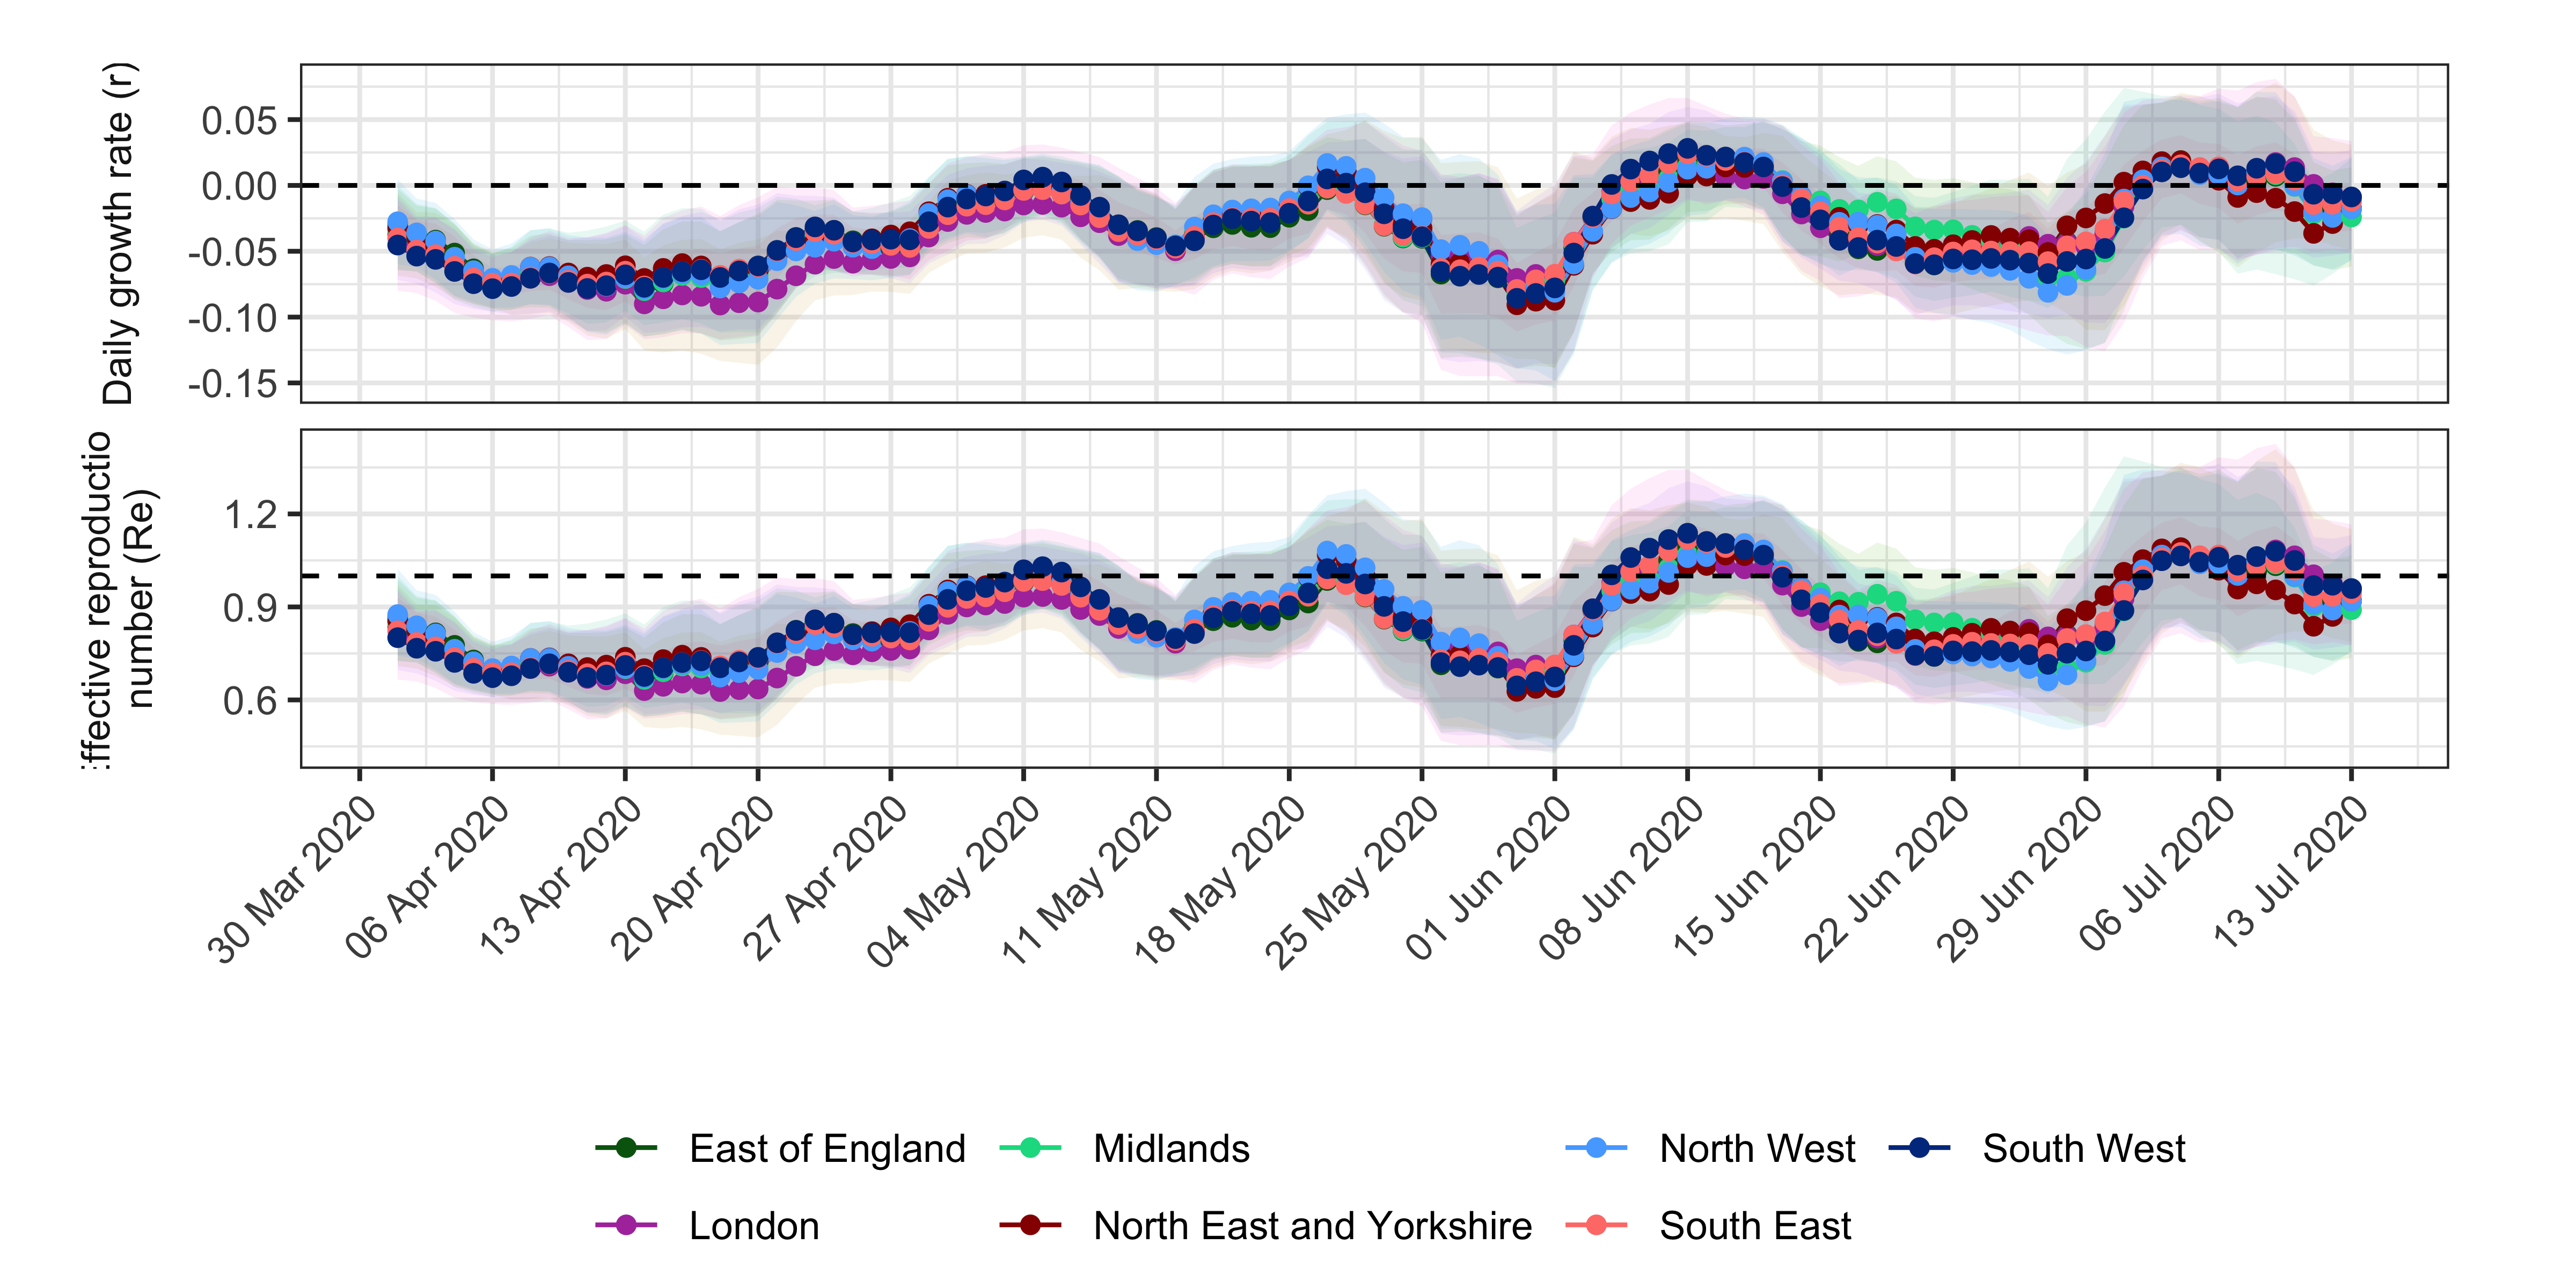 Daily growth rate (r)
0.05
0.00
-0.05
-0.10
-0.15
ffective reproductio
number (Re)
1.2
0.9
0.6
30 Mar 2020
06 Apr 2020
13 Apr 2020
20 Apr 2020
27 Apr 2020
04 May 2020
11 May 2020
18 May 2020
25 May 2020
01 Jun 2020
08 Jun 2020
15 Jun 2020
22 Jun 2020
29 Jun 2020
06 Jul 2020
13 Jul 2020
East of England Midlands North West South West
London North East and Yorkshire South East